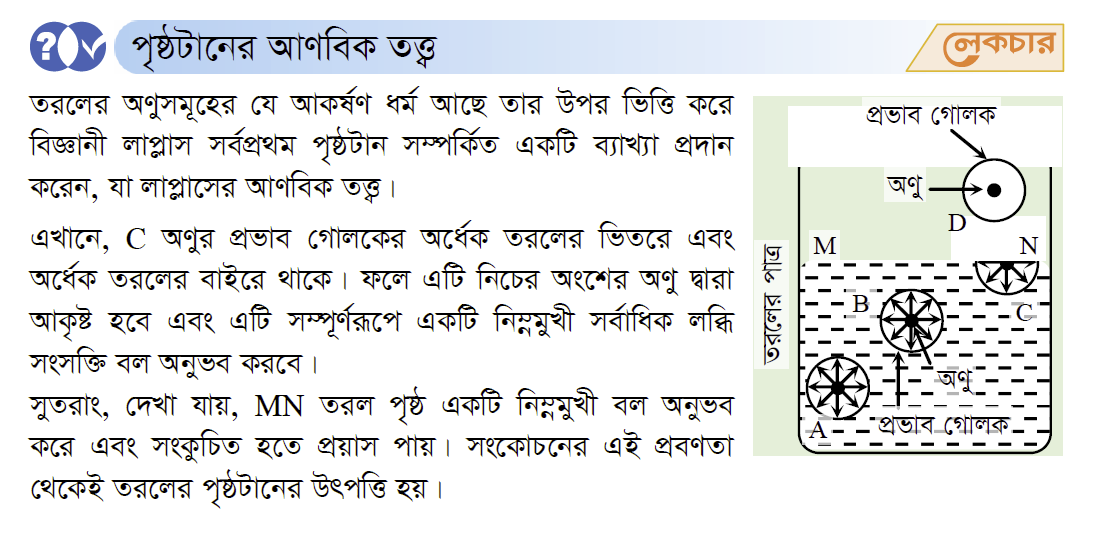 পৃষ্ঠটানের আণবিক তত্ত্ব
লেকচার
তরলের অণুসমূহের যে আকর্ষণ ধর্ম আছে তার উপর ভিত্তি করে
বিজ্ঞানী লাপ্লাস সর্বপ্রথম পৃষ্ঠটান সম্পর্কিত একটি ব্যাখ্যা প্রদান
করেন, যা লাপ্লাসের আণবিক তত্ত্ব।
এখানে, C অণুর প্রভাব গোলকের অর্ধেক তরলের ভিতরে এবং
অর্ধেক তরলের বাইরে থাকে। ফলে এটি নিচের অংশের অণু দ্বারা
আকৃষ্ট হবে এবং এটি সম্পূর্ণরূপে একটি নিম্নমুখী সর্বাধিক লব্ধি
সংসক্তি বল অনুভব করবে।
সুতরাং, দেখা যায়, MN তরল পৃষ্ঠ একটি নিম্নমুখী বল অনুভব
করে এবং সংকুচিত হতে প্রয়াস পায়। সংকোচনের এই প্রবণতা
থেকেই তরলের পৃষ্ঠটানের উৎপত্তি হয়।
প্রভাব গোলক
অণু
D
M
N
B
C
তরলের পাত্র
অণু
A
প্রভাব গোলক